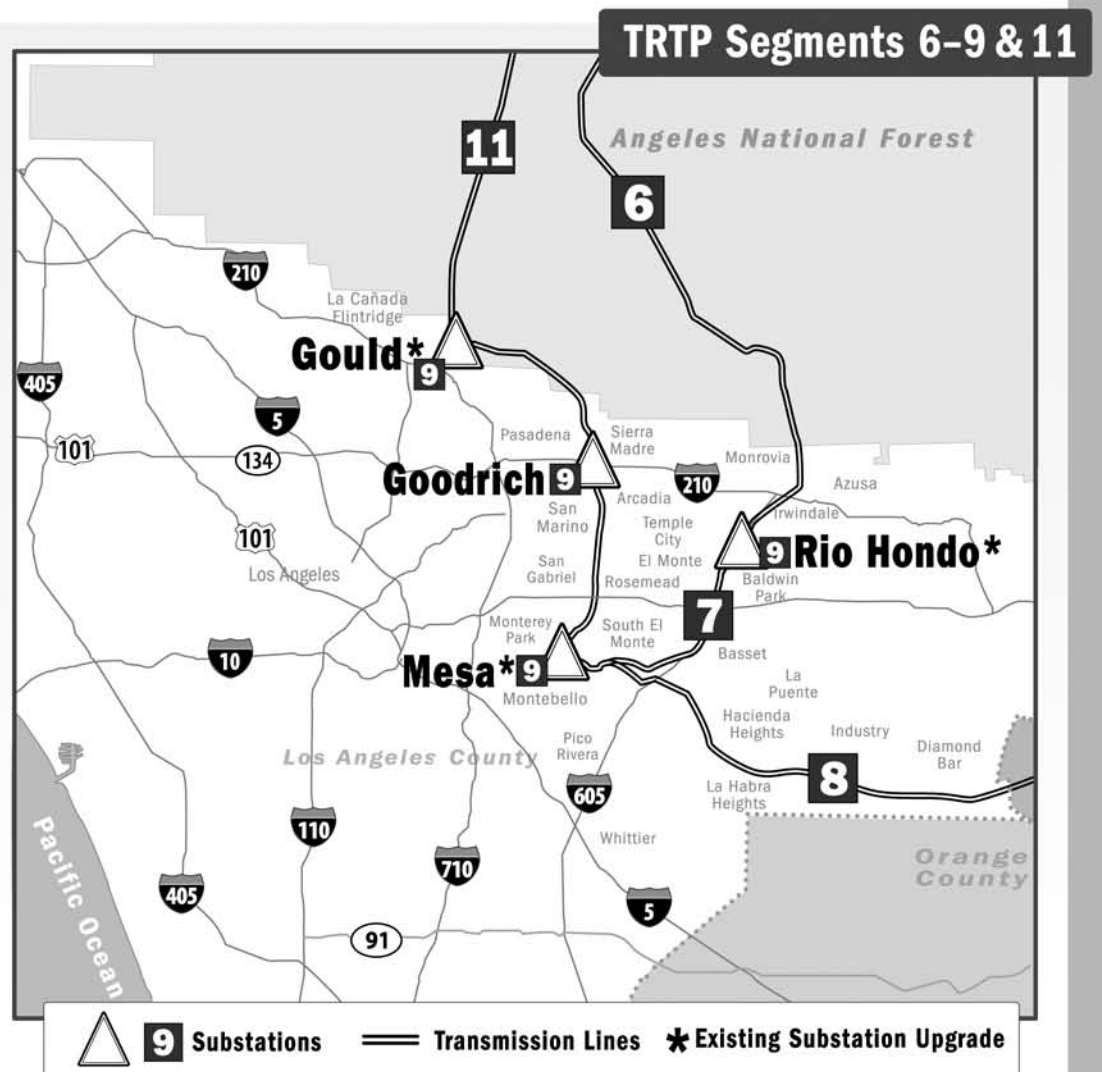 TRTP Segments 6–9 & 11
Angeles National Forest
11
6
210
La Cañada
Flintridge
Gould*
9
405
5
101
134
Pasadena
Sierra
Madre
Monrovia
Azusa
Goodrich
9
210
Arcadia
San
Marino
Temple
City
Irwindale
101
Los Angeles
San
Gabriel
El Monte
Rosemead
9
Rio Hondo*
Baldwin
Park
7
Monterey
Park
South El
Monte
10
Mesa*
9
Basset
Montebello
La
Puente
Hacienda
Heights
Industry
Diamond
Bar
Los Angeles County
Pico
Rivera
605
La Habra
Heights
8
110
Whittier
710
Orange
County
Pacific Ocean
405
5
91
9
Substations
Transmission Lines
*Existing Substation Upgrade